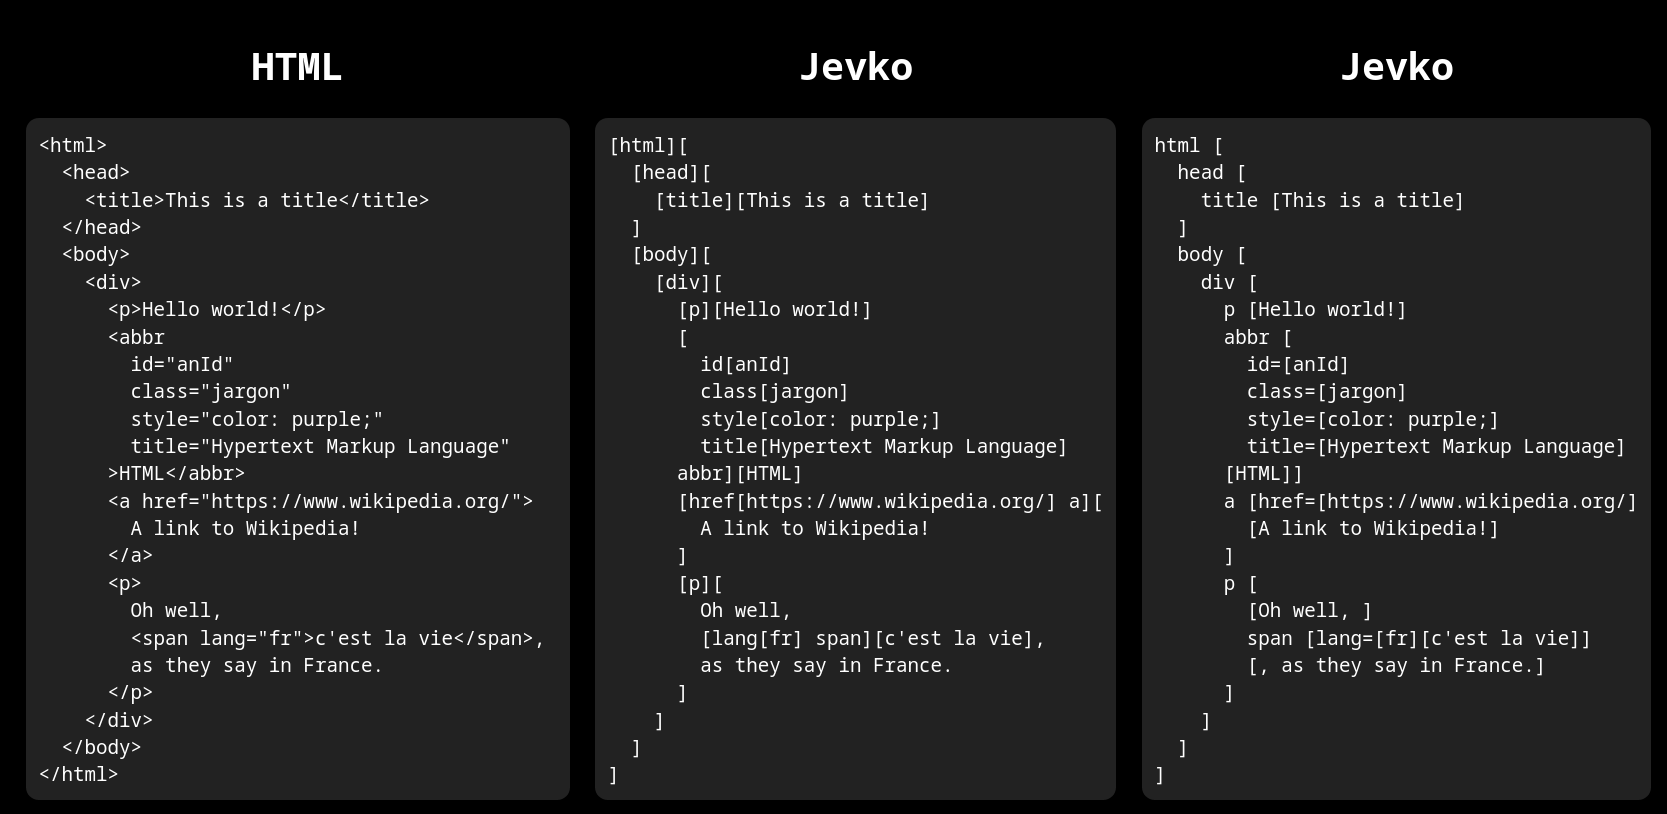 HTML
<html>
  <head>
    <title>This is a title</title>
  </head>
  <body>
    <div>
      <p>Hello world!</p>
      <abbr
        id="anId"
        class="jargon"
        style="color: purple;"
        title="Hypertext Markup Language"
      >HTML</abbr>
      <a href="https://www.wikipedia.org/">
        A link to Wikipedia!
      </a>
      <p>
        Oh well,
        <span lang="fr">c'est la vie</span>,
        as they say in France.
      </p>
    </div>
  </body>
</html>
Jevko
[html][
  [head][
    [title][This is a title]
  ]
  [body][
    [div][
      [p][Hello world!]
      [
        id[anId]
        class[jargon]
        style[color: purple;]
        title[Hypertext Markup Language]
      abbr][HTML]
      [href[https://www.wikipedia.org/] a][
        A link to Wikipedia!
      ]
      [p][
        Oh well,
        [lang[fr] span][c'est la vie],
        as they say in France.
      ]
    ]
  ]
]
Jevko
html [
  head [
    title [This is a title]
  ]
  body [
    div [
      p [Hello world!]
      abbr [
        id=[anId]
        class=[jargon]
        style=[color: purple;]
        title=[Hypertext Markup Language]
      [HTML]]
      a [href=[https://www.wikipedia.org/]
        [A link to Wikipedia!]
      ]
      p [
        [Oh well, ]
        span [lang=[fr][c'est la vie]]
        [, as they say in France.]
      ]
    ]
  ]
]